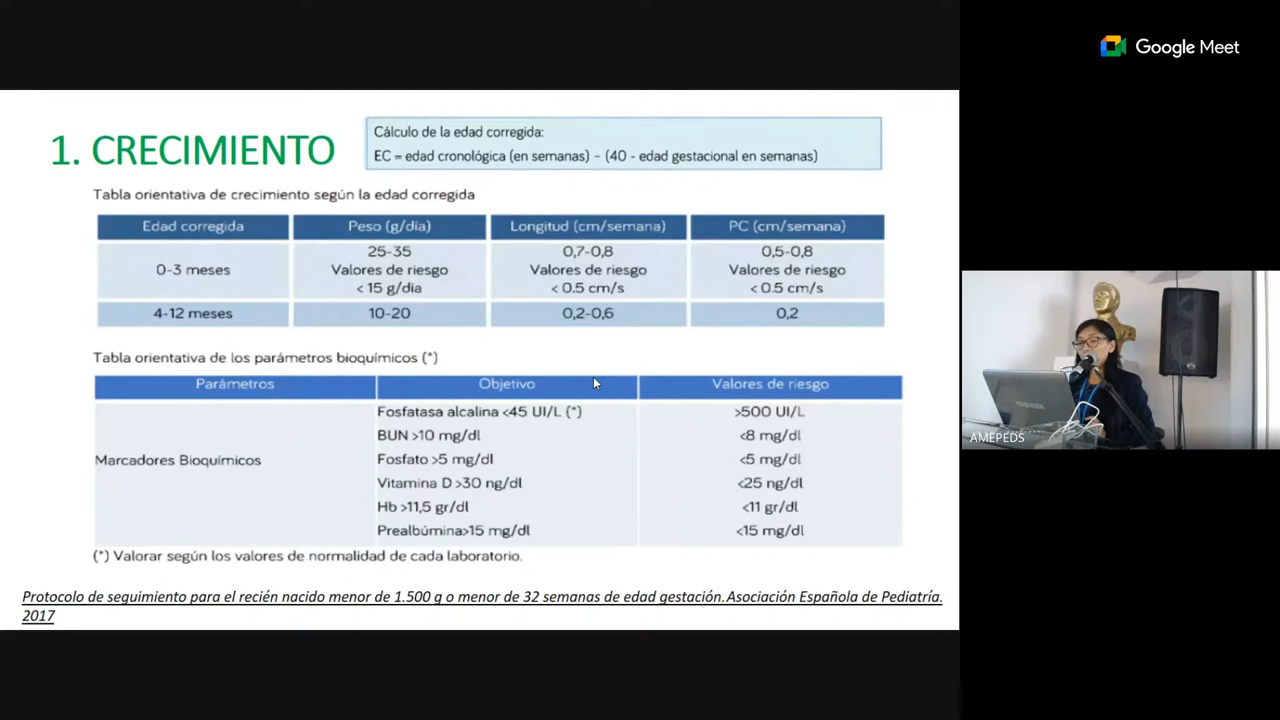 Google Meet
1. CRECIMIENTO
Cálculo de la edad corregida:
EC = edad cronológica (en semanas) - (40 - edad gestacional en semanas)
Tabla orientativa de crecimiento según la edad corregida
Edad corregida Peso (g/día) Longitud (cm/semana) PC (cm/semana)
25-35 0,7-0,8 0,5-0,8
0-3 meses Valores de riesgo Valores de riesgo Valores de riesgo
< 15 g/día < 0.5 cm/s < 0.5 cm/s
4-12 meses 10-20 0,2-0,6 0,2
Tabla orientativa de los parámetros bioquímicos (*)
Parámetros Objetivo Valores de riesgo
Fosfatasa alcalina <45 UI/L (*) >500 UI/L
BUN >10 mg/dl <8 mg/dl
Marcadores Bioquímicos Fosfato >5 mg/dl <5 mg/dl
Vitamina D >30 ng/dl <25 ng/dl
Hb >11,5 gr/dl <11 gr/dl
Prealbúmina>15 mg/dl <15 mg/dl
(*) Valorar según los valores de normalidad de cada laboratorio.
Protocolo de seguimiento para el recién nacido menor de 1.500 g o menor de 32 semanas de edad gestación.Asociación Española de Pediatría.
2017
TOSHIBA
AMEPEDS